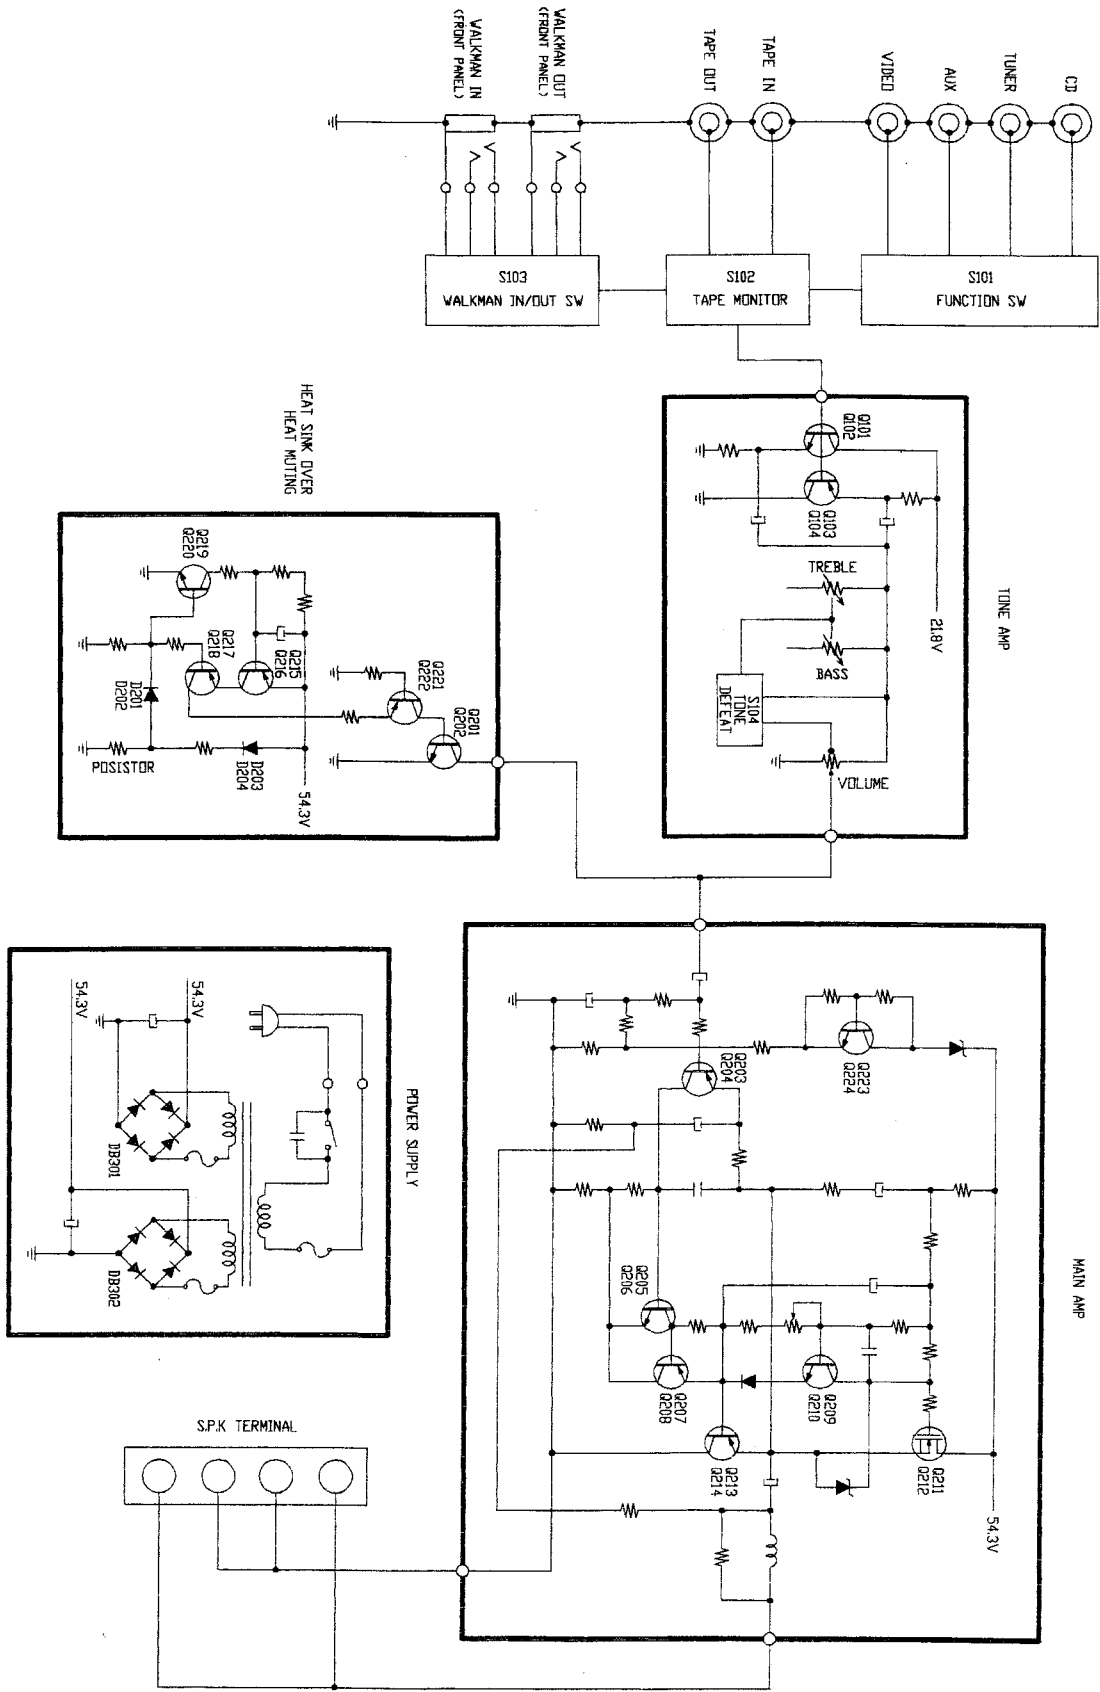 WALKMAN IN
(FRONT PANEL)
WALKMAN OUT
(FRONT PANEL)
TAPE OUT
TAPE IN
VIDEO
AUX
TUNER
CD
S103
WALKMAN IN/OUT SW
S102
TAPE MONITOR
S101
FUNCTION SW
TONE AMP
Q101
Q102
Q103
Q104
21.8V
TREBLE
BASS
S104
TONE
DEFEAT
VOLUME
HEAT SINK OVER
HEAT MUTING
Q219
Q220
Q217
Q218
Q215
Q216
Q221
Q222
Q201
Q202
D201
D202
D203
D204
POSISTOR
54.3V
POWER SUPPLY
54.3V
54.3V
DB301
DB302
MAIN AMP
Q223
Q224
Q203
Q204
Q205
Q206
Q207
Q208
Q209
Q210
Q211
Q212
Q213
Q214
54.3V
S.P.K TERMINAL